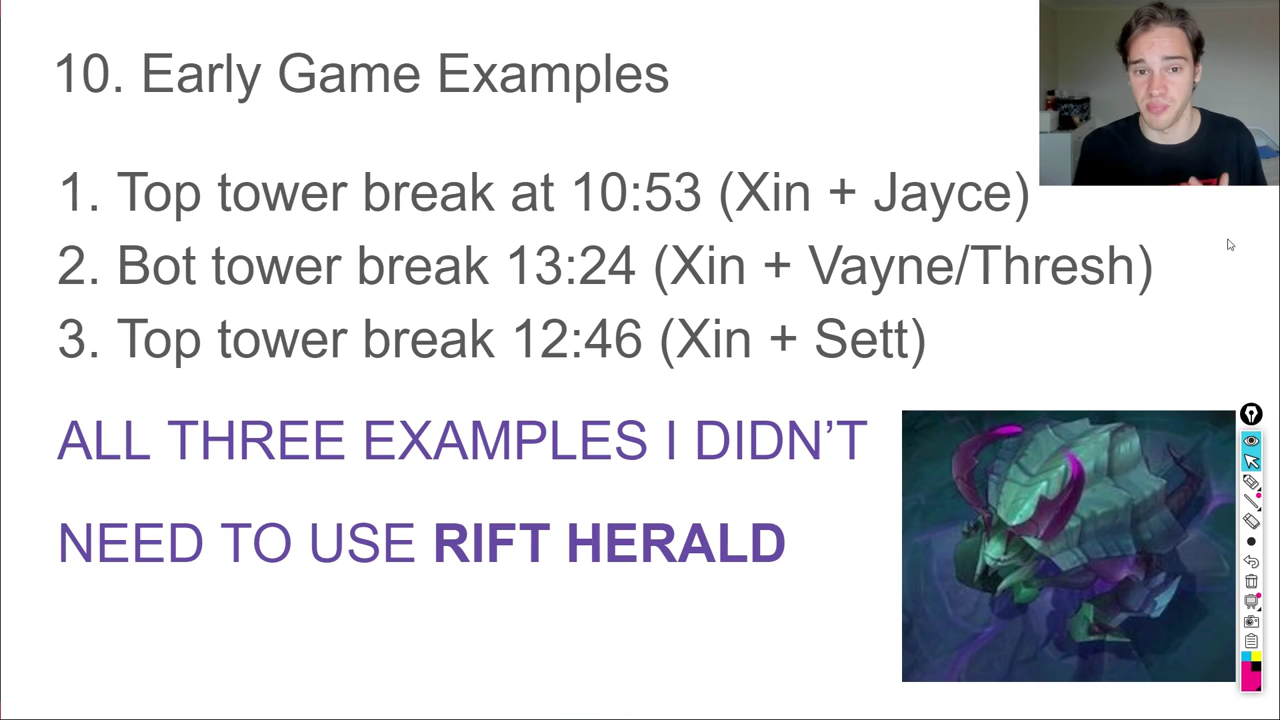 10. Early Game Examples
1. Top tower break at 10:53 (Xin + Jayce)
2. Bot tower break 13:24 (Xin + Vayne/Thresh)
3. Top tower break 12:46 (Xin + Sett)
ALL THREE EXAMPLES I DIDN’T
NEED TO USE RIFT HERALD